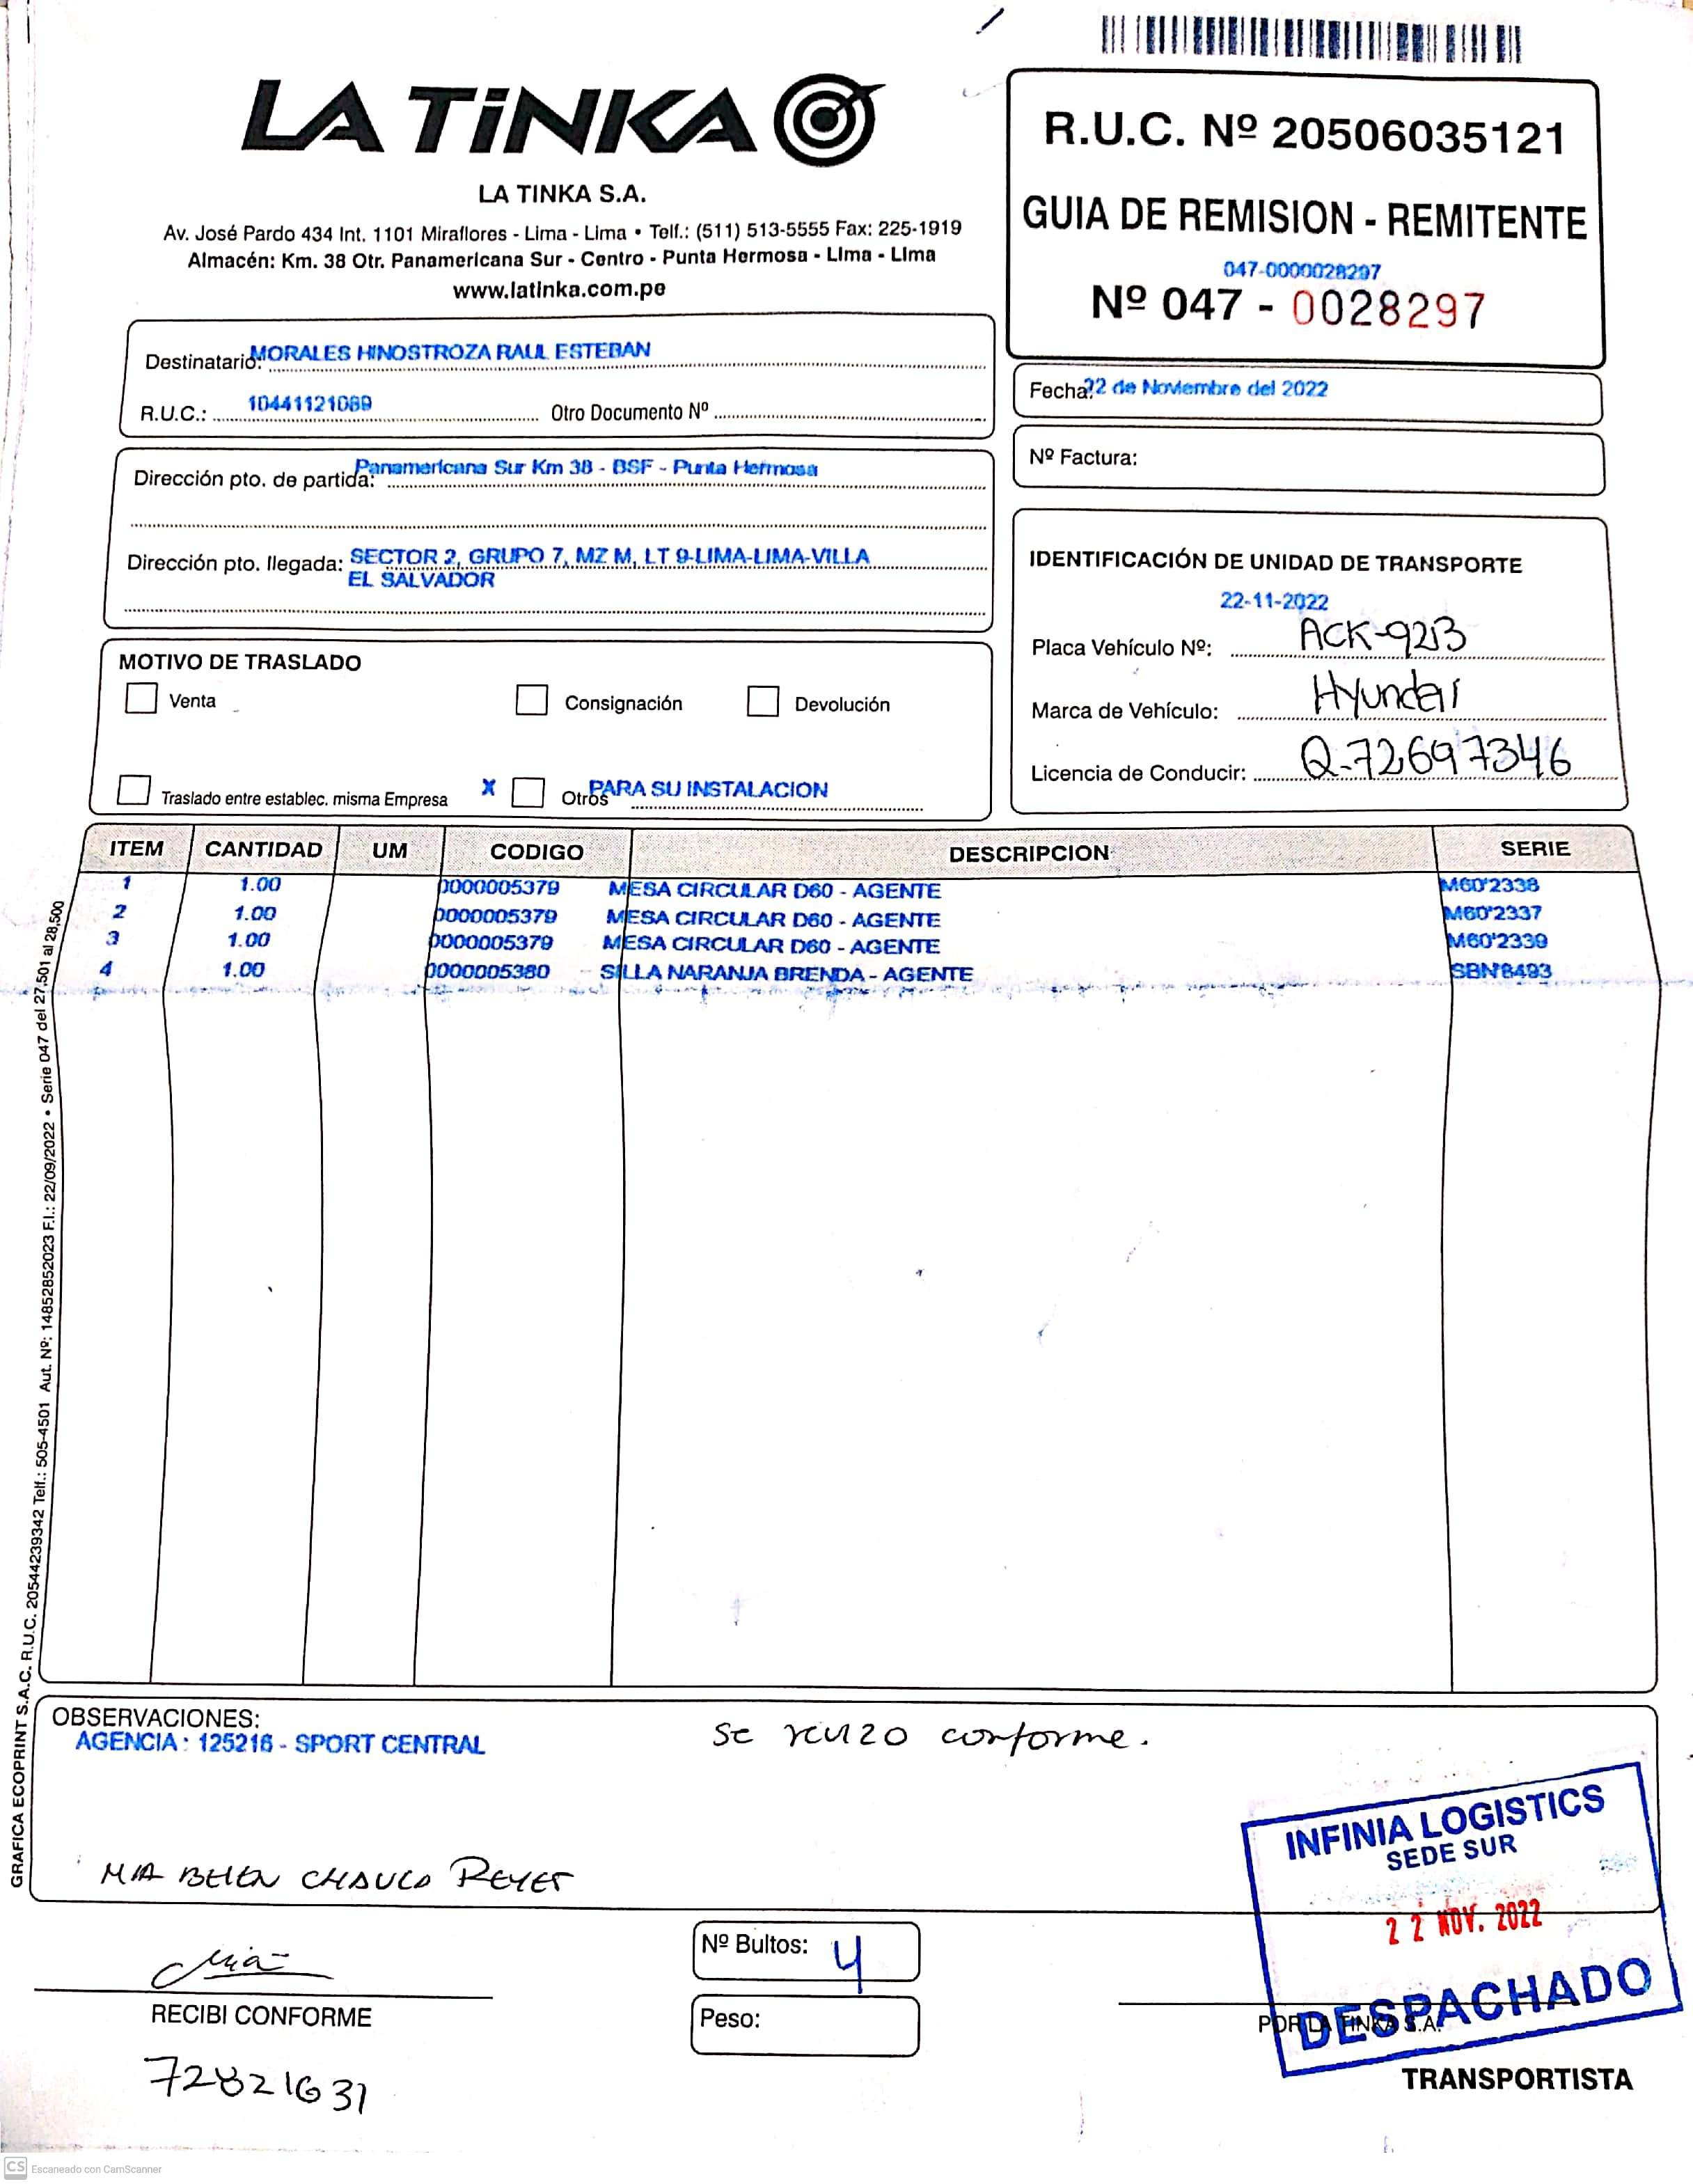 LA TiNKA
LA TINKA S.A.
Av. José Pardo 434 Int. 1101 Miraflores - Lima - Lima • Telf.: (511) 513-5555 Fax: 225-1919
Almacén: Km. 38 Otr. Panamericana Sur - Centro - Punta Hermosa - Lima - Lima
www.latinka.com.pe
R.U.C. Nº 20506035121
GUIA DE REMISION - REMITENTE
047-0000028297
Nº 047 - 0028297
Destinatario: MORALES HINOSTROZA RAUL ESTEBAN
R.U.C.: 10441121089 Otro Documento Nº
Fecha: 22 de Noviembre del 2022
Nº Factura:
Dirección pto. de partida: Panamericana Sur Km 38 - BSF - Punta Hermosa
Dirección pto. llegada: SECTOR 2, GRUPO 7, MZ M, LT 9-LIMA-LIMA-VILLA
EL SALVADOR
IDENTIFICACIÓN DE UNIDAD DE TRANSPORTE
22-11-2022
Placa Vehículo Nº: ACK-923
Marca de Vehículo: Hyundai
Licencia de Conducir: Q-72697346
MOTIVO DE TRASLADO
Venta Consignación Devolución
Traslado entre establec. misma Empresa X Otros PARA SU INSTALACION
ITEM CANTIDAD UM CODIGO DESCRIPCION SERIE
1 1.00 0000005379 MESA CIRCULAR D60 - AGENTE M60'2338
2 1.00 0000005379 MESA CIRCULAR D60 - AGENTE M60'2337
3 1.00 0000005379 MESA CIRCULAR D60 - AGENTE M60'2339
4 1.00 0000005380 SILLA NARANJA BRENDA - AGENTE SBN'8493
GRAFICA ECOPRINT S.A.C. R.U.C. 20544239342 Telf.: 505-4501 Aut. Nº: 14852852023 F.I.: 22/09/2022 • Serie 047 del 27,501 al 28,500
OBSERVACIONES:
AGENCIA : 125216 - SPORT CENTRAL
se conforme.
INFINIA LOGISTICS
SEDE SUR
22 NOV. 2022
DESPACHADO
MIA BELEN CHAUCA REYES
Mia
RECIBI CONFORME
72821631
Nº Bultos: 4
Peso:
POR LA TINKA S.A.
TRANSPORTISTA
CS Escaneado con CamScanner